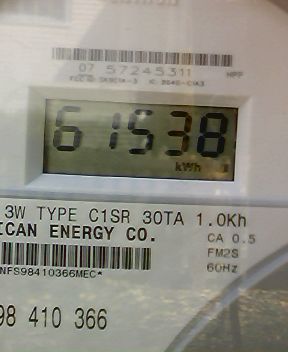 07 57245311 HPP
61538
kWh
3W TYPE C1SR 30TA 1.0Kh
ICAN ENERGY CO.
CA 0.5
FM2S
60Hz
NFS98410366MEC*
98 410 366